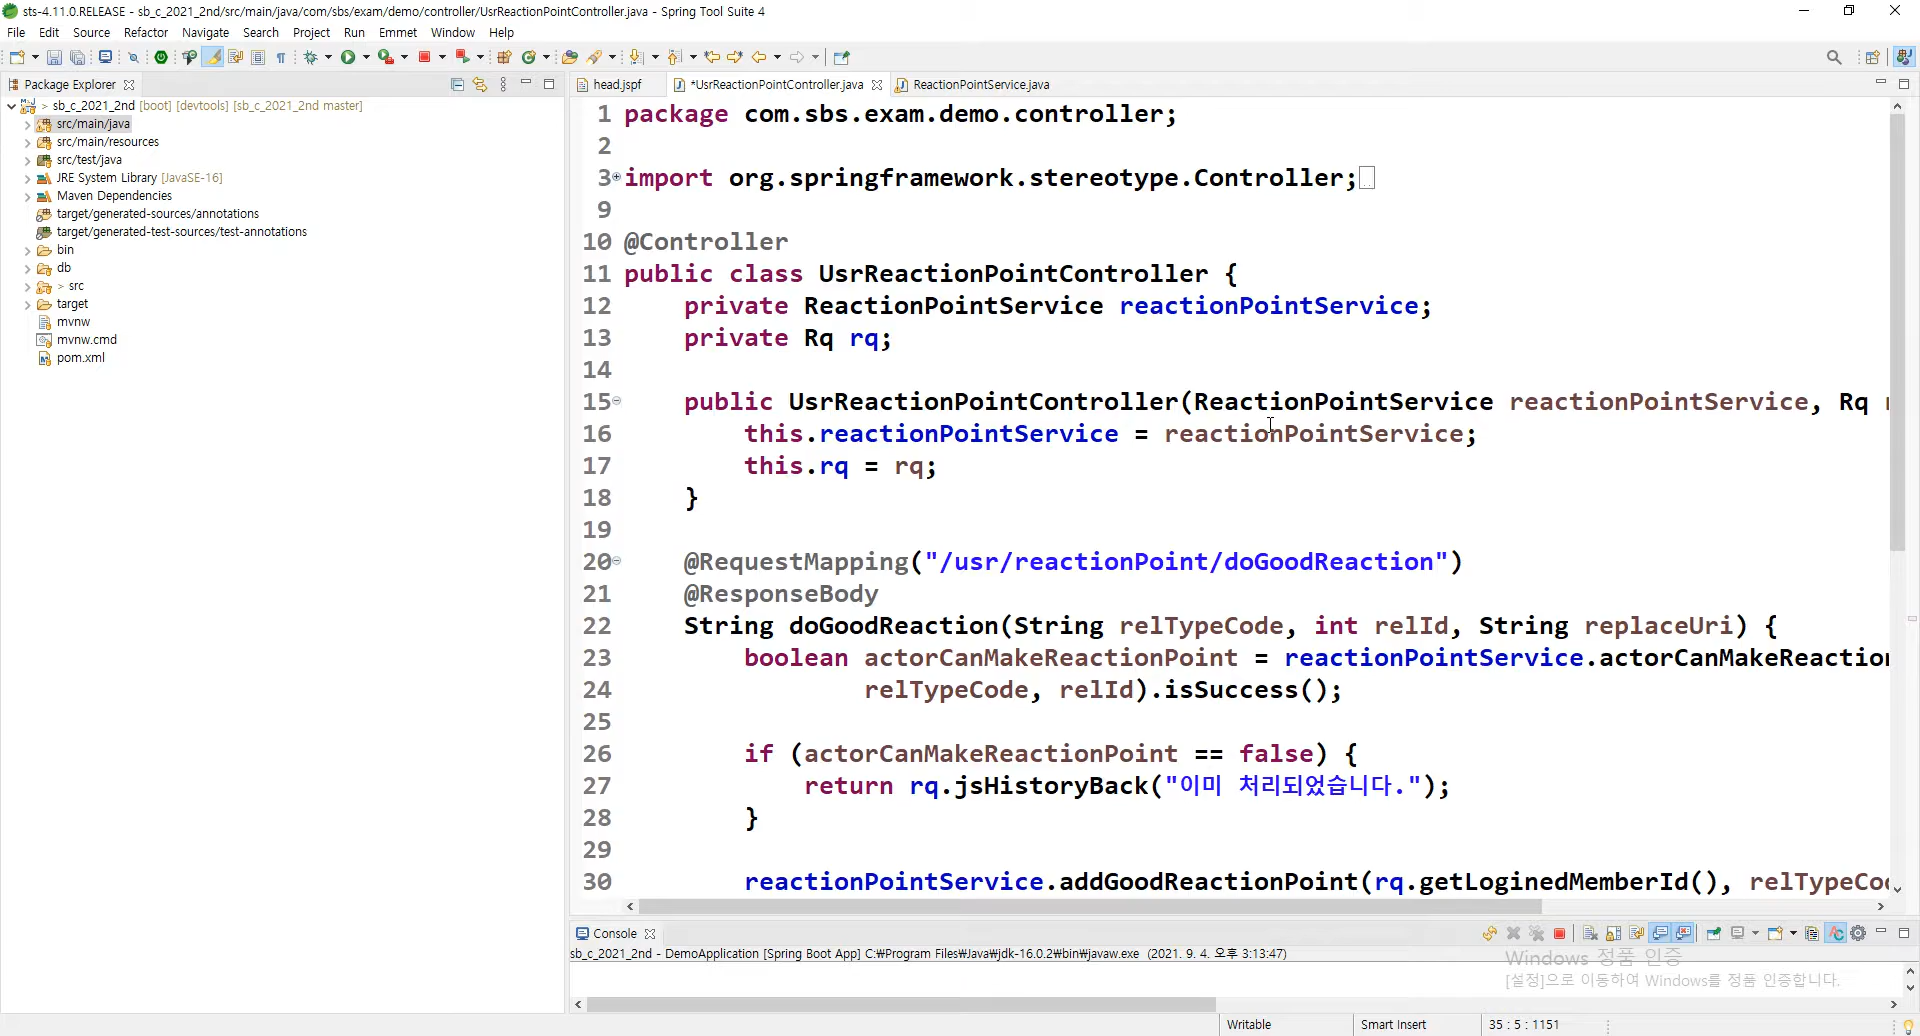 sts-4.11.0.RELEASE - sb_c_2021_2nd/src/main/java/com/sbs/exam/demo/controller/UsrReactionPointController.java - Spring Tool Suite 4
File Edit Source Refactor Navigate Search Project Run Emmet Window Help
Package Explorer
head.jspf *UsrReactionPointController.java ReactionPointService.java
> sb_c_2021_2nd [boot] [devtools] [sb_c_2021_2nd master]
src/main/java
src/main/resources
src/test/java
JRE System Library [JavaSE-16]
Maven Dependencies
target/generated-sources/annotations
target/generated-test-sources/test-annotations
bin
db
> src
target
mvnw
mvnw.cmd
pom.xml
1 package com.sbs.exam.demo.controller;
2
3 import org.springframework.stereotype.Controller;
9
10 @Controller
11 public class UsrReactionPointController {
12 private ReactionPointService reactionPointService;
13 private Rq rq;
14
15 public UsrReactionPointController(ReactionPointService reactionPointService, Rq
16 this.reactionPointService = reactionPointService;
17 this.rq = rq;
18 }
19
20 @RequestMapping("/usr/reactionPoint/doGoodReaction")
21 @ResponseBody
22 String doGoodReaction(String relTypeCode, int relId, String replaceUri) {
23 boolean actorCanMakeReactionPoint = reactionPointService.actorCanMakeReaction
24 relTypeCode, relId).isSuccess();
25
26 if (actorCanMakeReactionPoint == false) {
27 return rq.jsHistoryBack("이미 처리되었습니다.");
28 }
29
30 reactionPointService.addGoodReactionPoint(rq.getLoginedMemberId(), relTypeCo
Console
sb_c_2021_2nd - DemoApplication [Spring Boot App] C:₩Program Files₩Java₩jdk-16.0.2₩bin₩javaw.exe (2021. 9. 4. 오후 3:13:47)
Windows 정품 인증
[설정]으로 이동하여 Windows를 정품 인증합니다.
Writable Smart Insert 35 : 5 : 1151